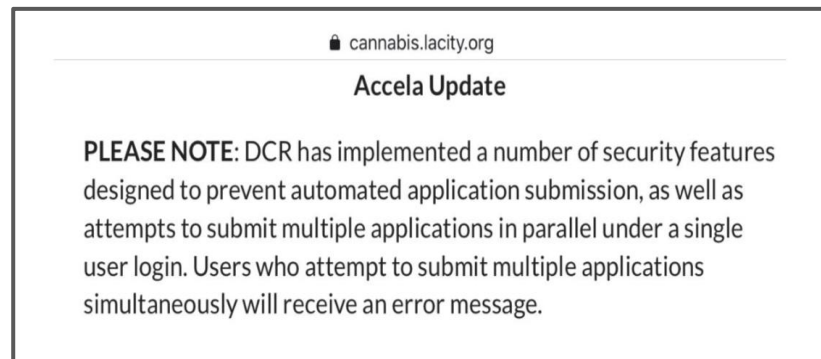 cannabis.lacity.org
Accela Update
PLEASE NOTE: DCR has implemented a number of security features
designed to prevent automated application submission, as well as
attempts to submit multiple applications in parallel under a single
user login. Users who attempt to submit multiple applications
simultaneously will receive an error message.